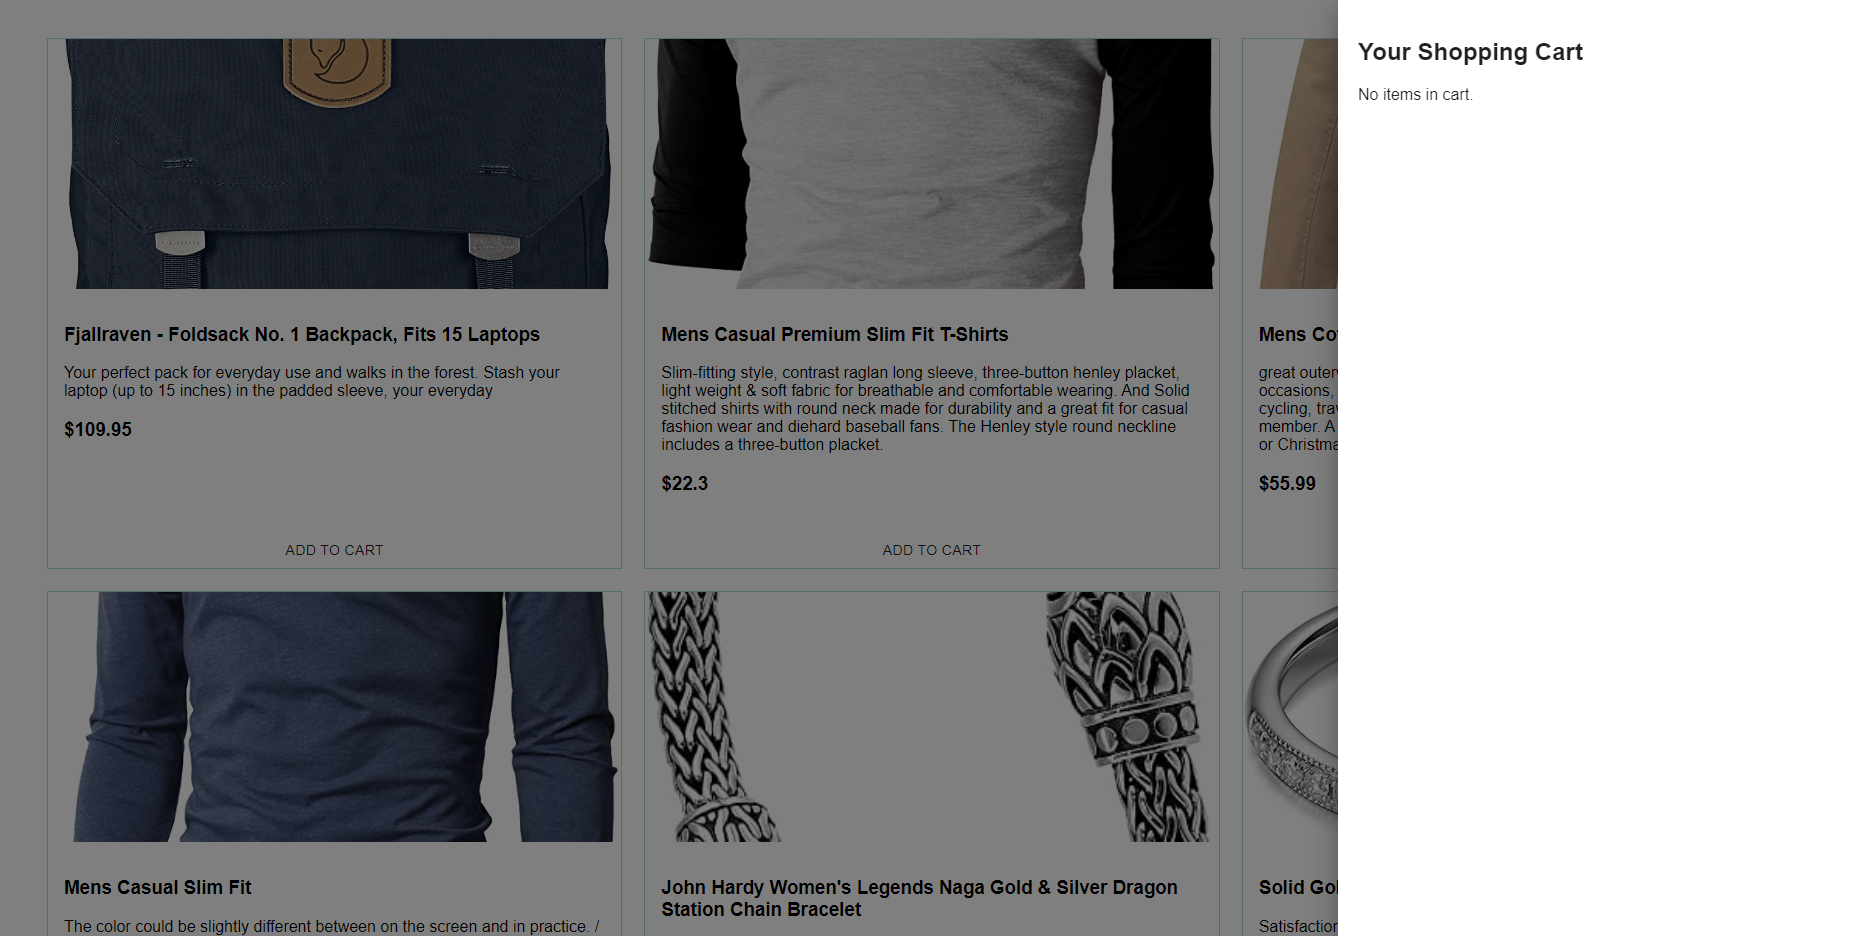 Your Shopping Cart
No items in cart.
Fjallraven - Foldsack No. 1 Backpack, Fits 15 Laptops
Your perfect pack for everyday use and walks in the forest. Stash your
laptop (up to 15 inches) in the padded sleeve, your everyday
$109.95
ADD TO CART
Mens Casual Premium Slim Fit T-Shirts
Slim-fitting style, contrast raglan long sleeve, three-button henley placket,
light weight & soft fabric for breathable and comfortable wearing. And Solid
stitched shirts with round neck made for durability and a great fit for casual
fashion wear and diehard baseball fans. The Henley style round neckline
includes a three-button placket.
$22.3
ADD TO CART
Mens
great
occasions,
cycling,
member. A
or
$55.99
Mens Casual Slim Fit
The color could be slightly different between on the screen and in practice. /
John Hardy Women's Legends Naga Gold & Silver Dragon
Station Chain Bracelet
Solid